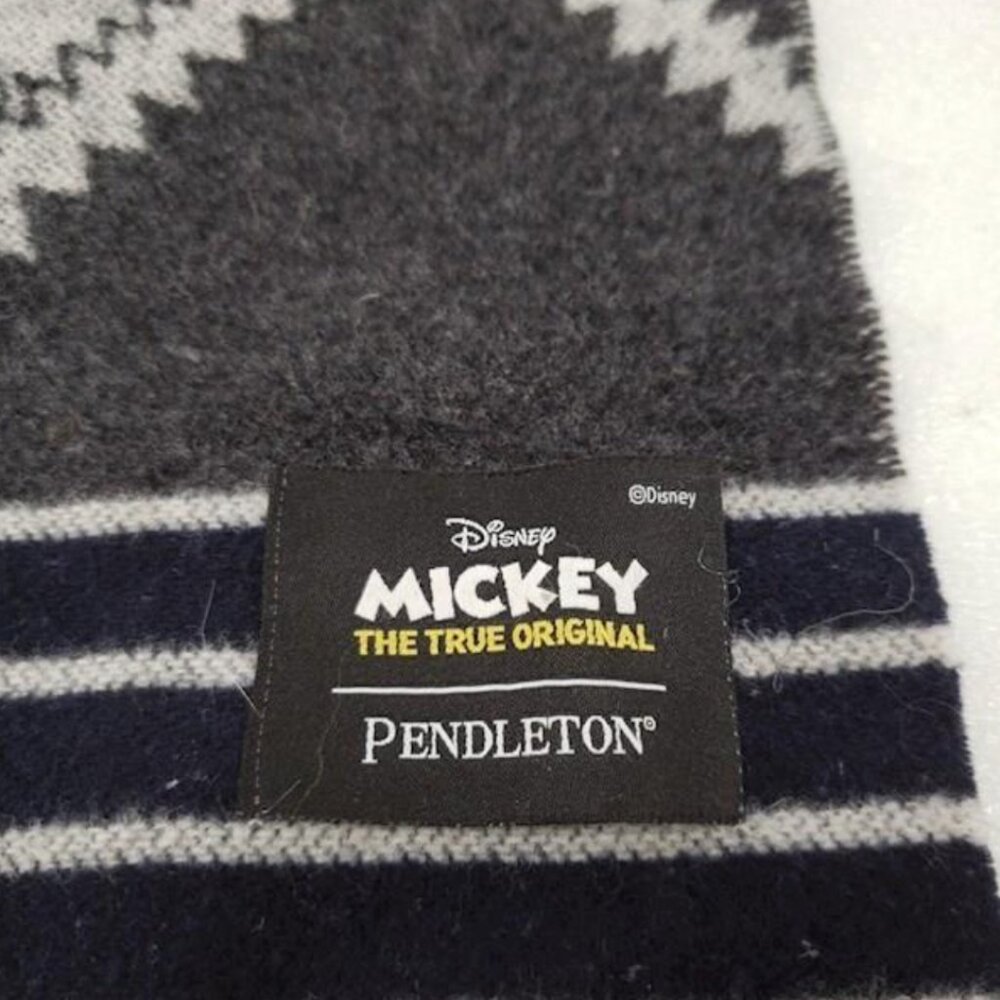 ©Disney
Disney
MICKEY
THE TRUE ORIGINAL
PENDLETON®